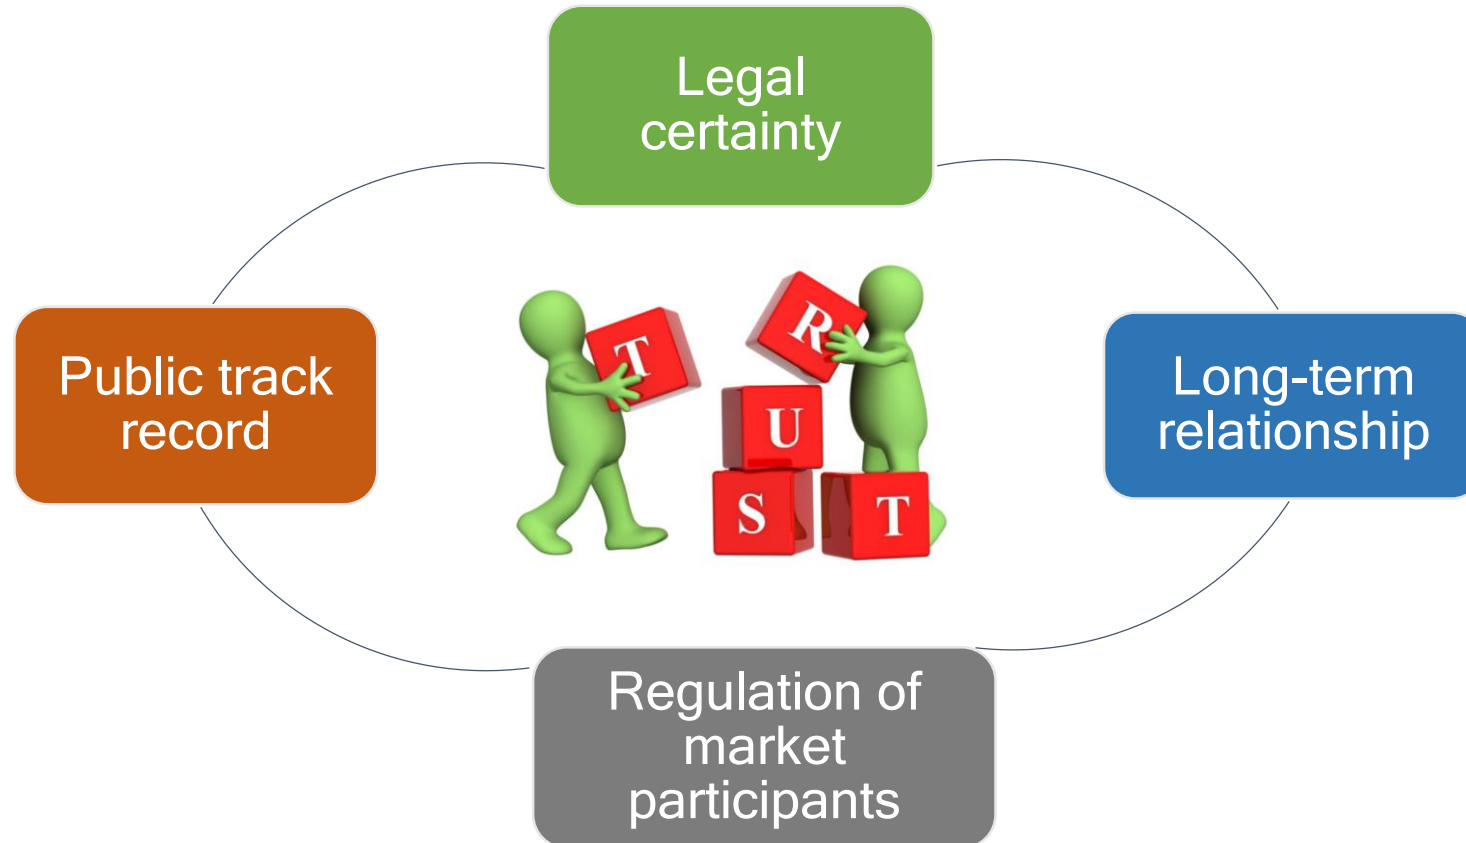 Legal
certainty
Public track
record
T
R
U
S
T
Long-term
relationship
Regulation of
market
participants